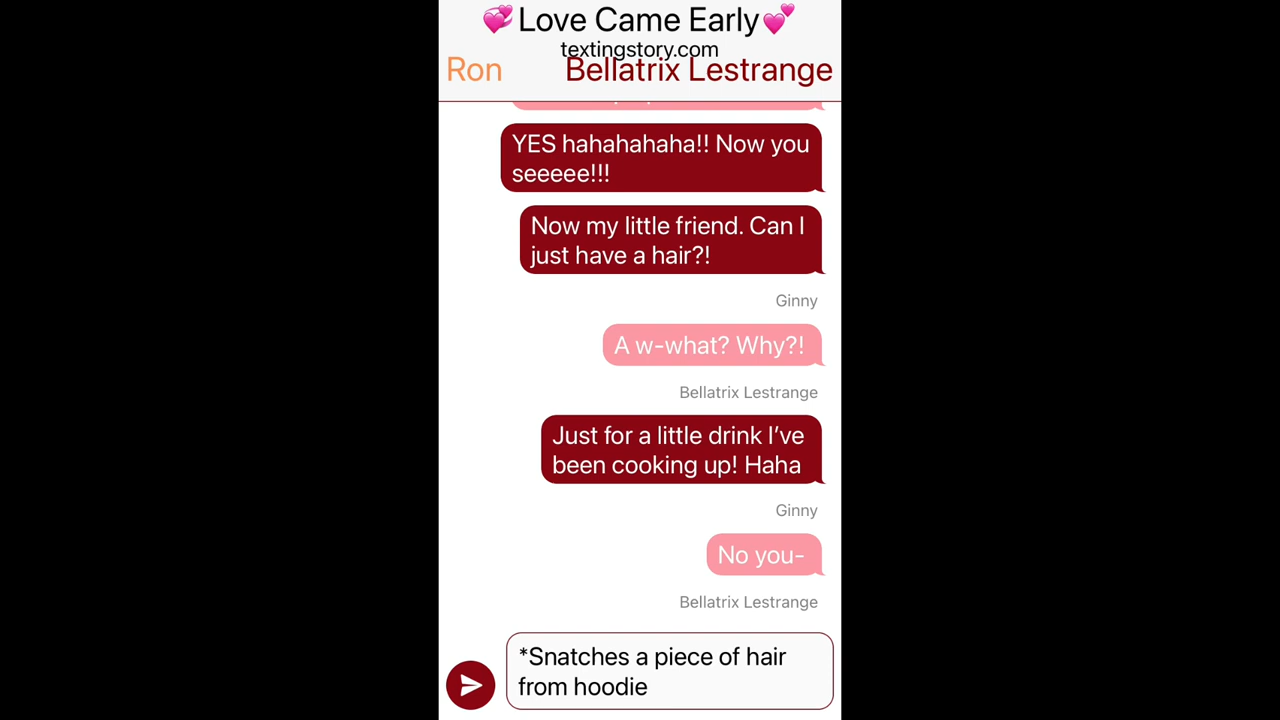 💞Love Came Early💕
textingstory.com
Ron Bellatrix Lestrange
YES hahahahaha!! Now you
seeeee!!!
Now my little friend. Can I
just have a hair?!
Ginny
A w-what? Why?!
Bellatrix Lestrange
Just for a little drink I’ve
been cooking up! Haha
Ginny
No you-
Bellatrix Lestrange
*Snatches a piece of hair
from hoodie